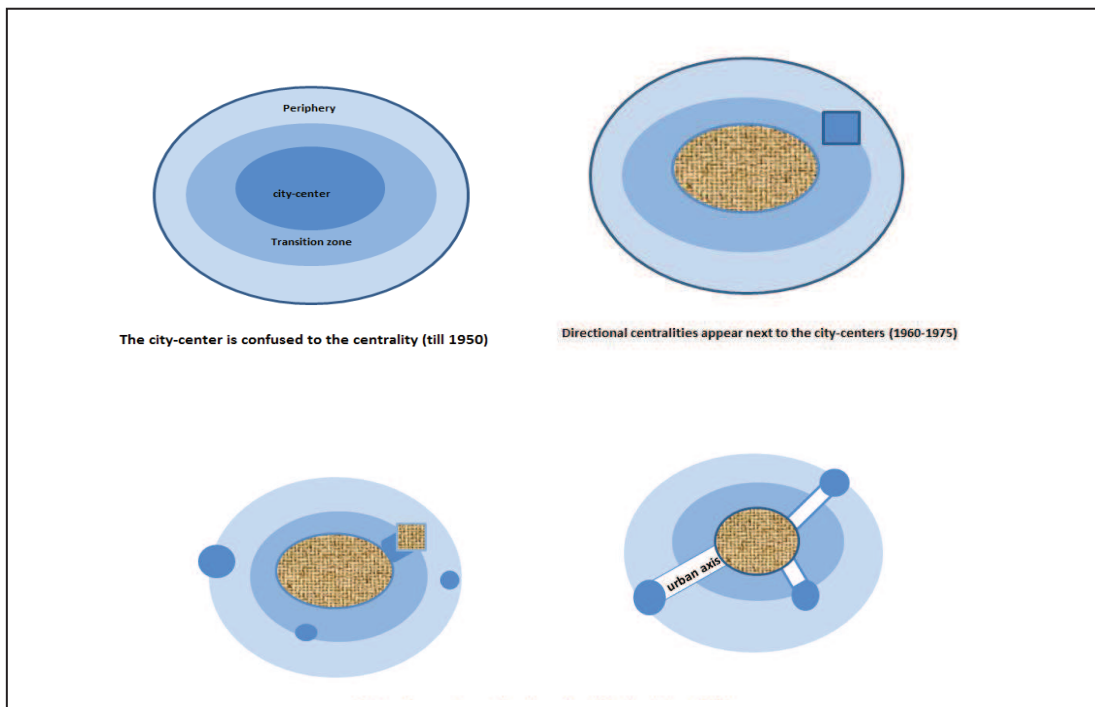 Periphery
city-center
Transition zone
The city-center is confused to the centrality (till 1950)
Directional centralities appear next to the city-centers (1960-1975)
urban axis